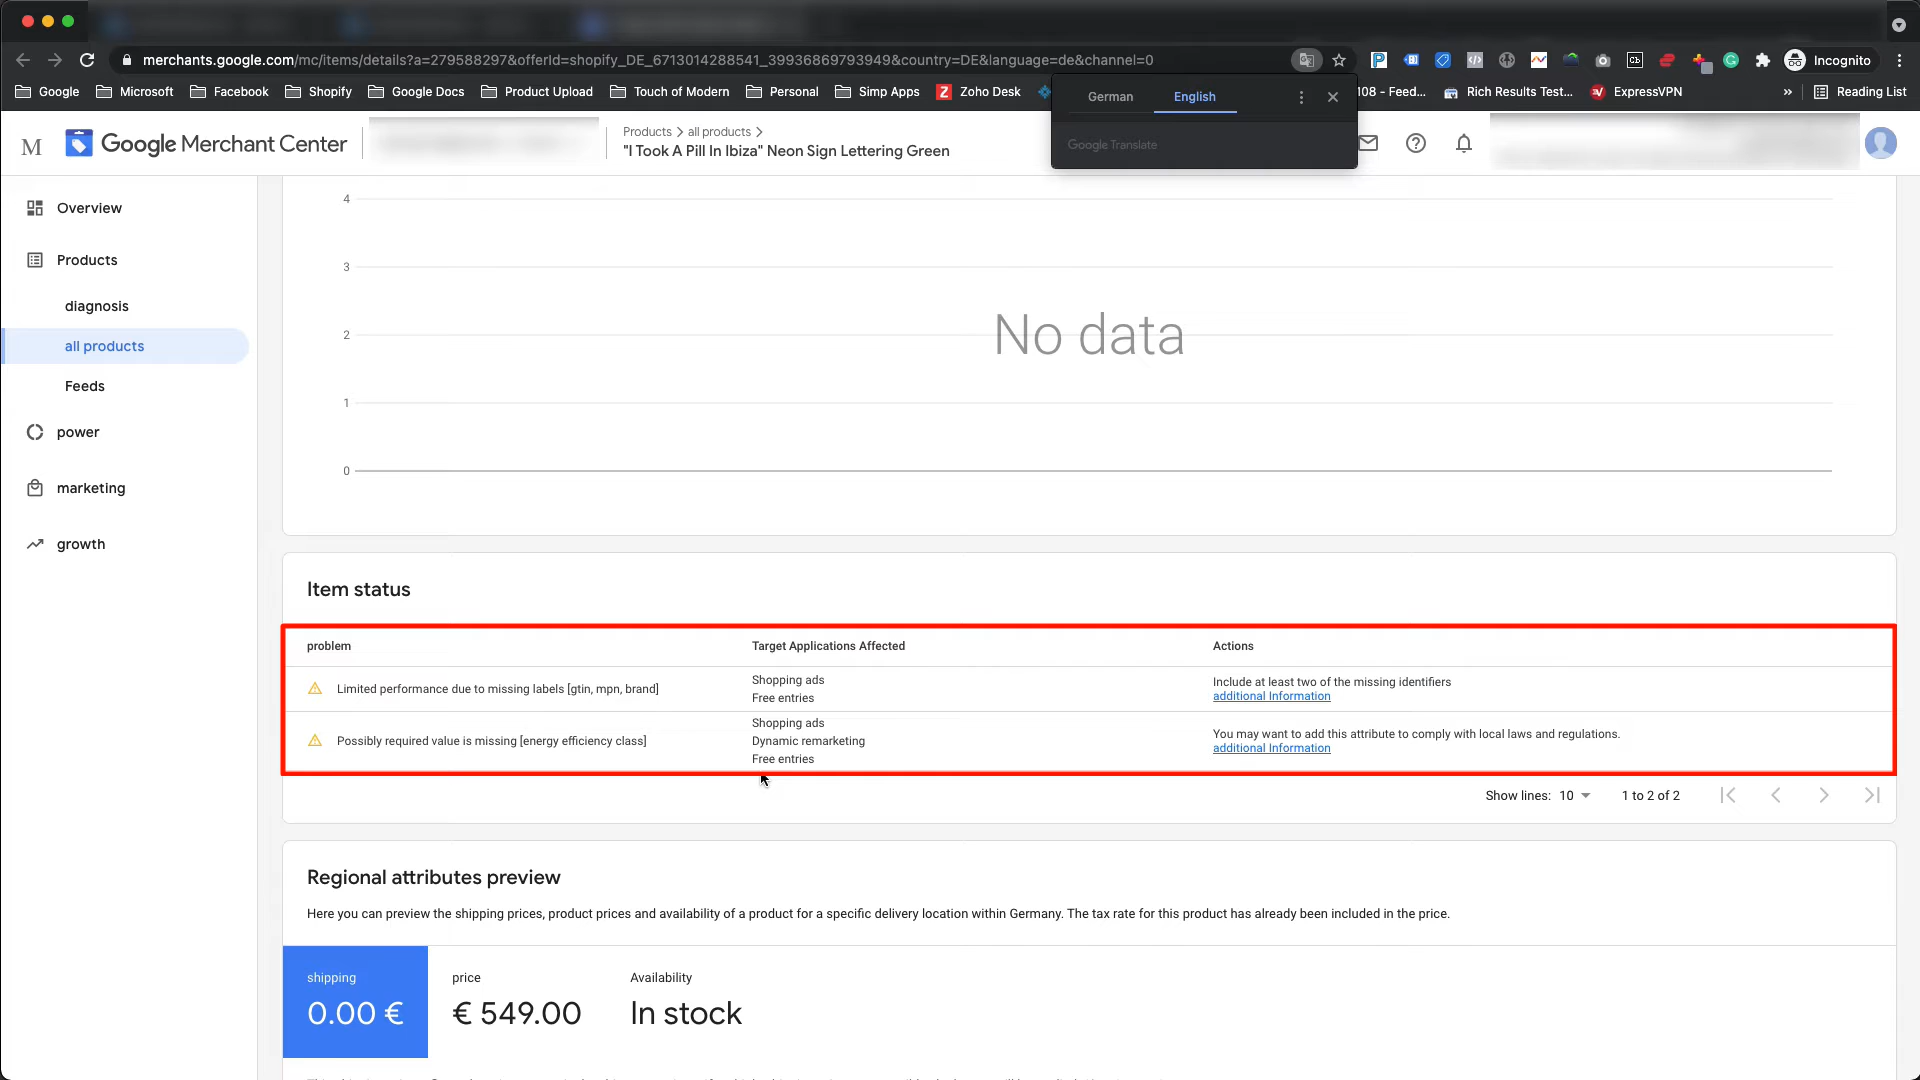 merchants.google.com/mc/items/details?a=279588297&offerId=shopify_DE_6713014288541_39936869793949&country=DE&language=de&channel=0
Incognito
Google
Microsoft
Facebook
Shopify
Google Docs
Product Upload
Touch of Modern
Personal
Simp Apps
Zoho Desk
108 - Feed...
Rich Results Test...
ExpressVPN
»
Reading List
German
English
Google Translate
M
Google Merchant Center
Products > all products >
"I Took A Pill In Ibiza" Neon Sign Lettering Green
Overview
Products
diagnosis
all products
Feeds
power
marketing
growth
4
3
2
1
0
No data
Item status
problem
Target Applications Affected
Actions
Limited performance due to missing labels [gtin, mpn, brand]
Shopping ads
Free entries
Include at least two of the missing identifiers
additional Information
Possibly required value is missing [energy efficiency class]
Shopping ads
Dynamic remarketing
Free entries
You may want to add this attribute to comply with local laws and regulations.
additional Information
Show lines: 10
1 to 2 of 2
Regional attributes preview
Here you can preview the shipping prices, product prices and availability of a product for a specific delivery location within Germany. The tax rate for this product has already been included in the price.
shipping
0.00 €
price
€ 549.00
Availability
In stock